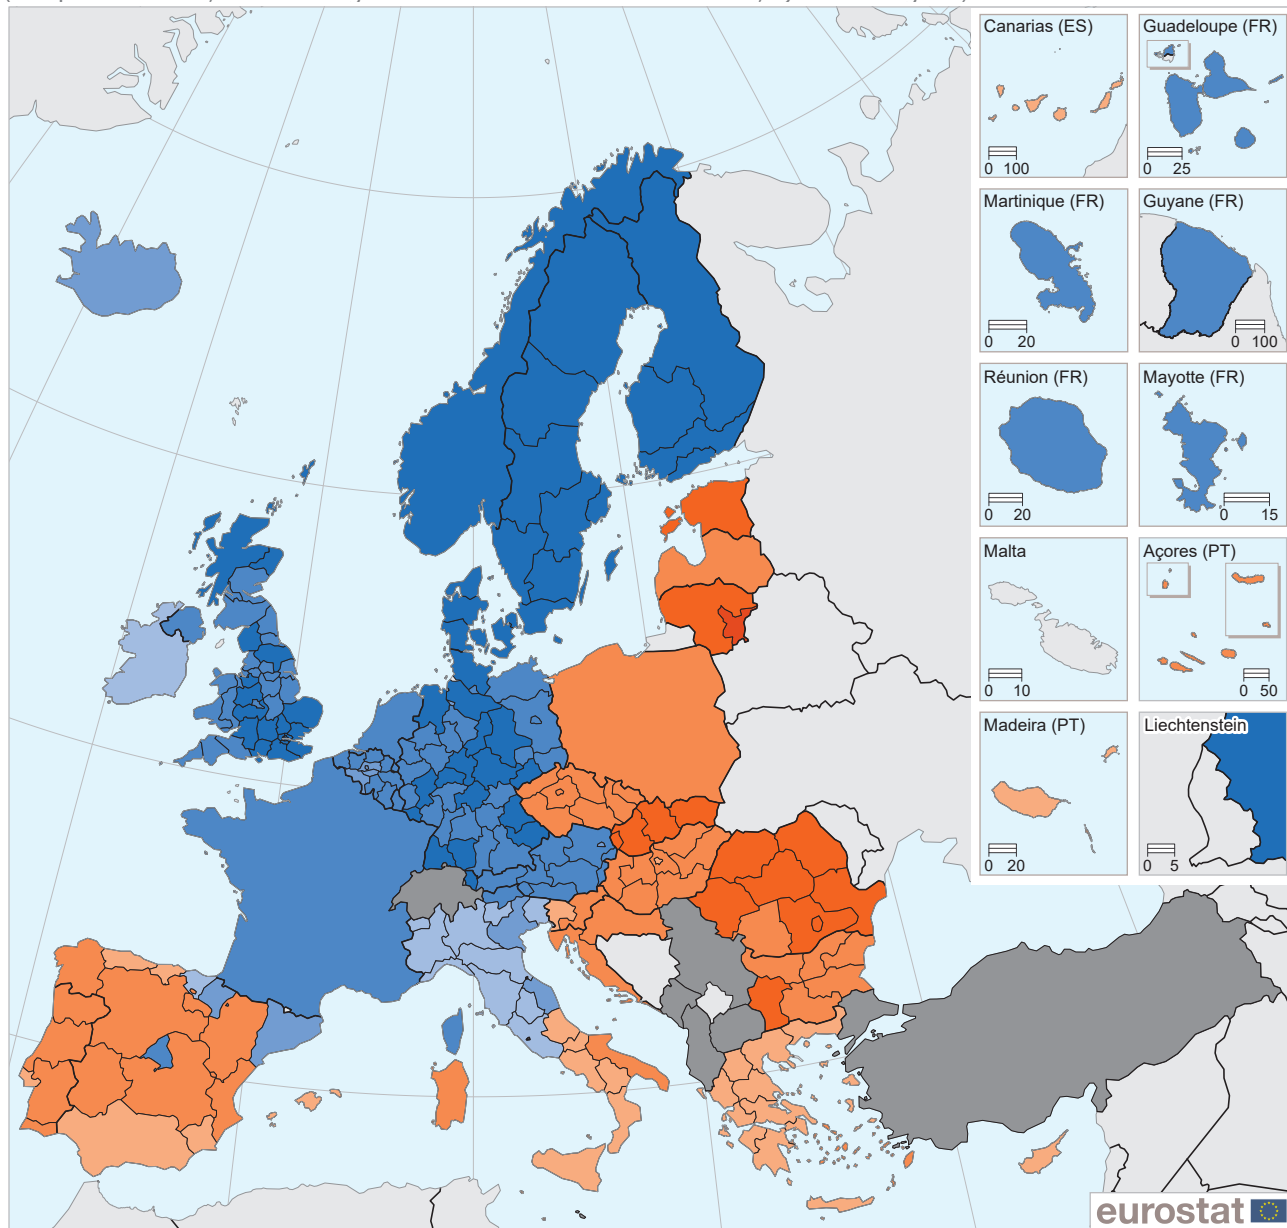 Canarias (ES)
0 100
Guadeloupe (FR)
0 25
Martinique (FR)
0 20
Guyane (FR)
0 100
Réunion (FR)
0 20
Mayotte (FR)
0 15
Malta
0 10
Açores (PT)
0 50
Madeira (PT)
0 20
Liechtenstein
0 5
eurostat